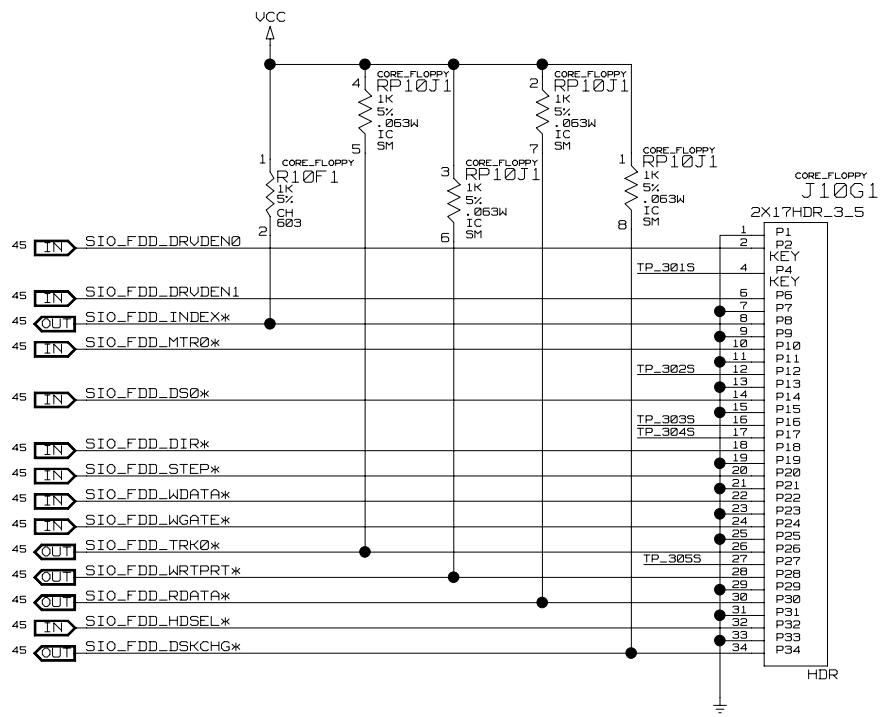 VCC
4 CORE_FLOPPY
RP10J1
1K
5%
.063W
IC
SM
5
2 CORE_FLOPPY
RP10J1
1K
5%
.063W
IC
SM
7
1 CORE_FLOPPY
R10F1
1K
5%
CH
603
2
3 CORE_FLOPPY
RP10J1
1K
5%
.063W
IC
SM
6
1 CORE_FLOPPY
RP10J1
1K
5%
.063W
IC
SM
8
CORE_FLOPPY
J10G1
2X17HDR_3_5
45 IN SIO_FDD_DRVDEN0
45 IN SIO_FDD_DRVDEN1
45 OUT SIO_FDD_INDEX*
45 IN SIO_FDD_MTR0*
45 IN SIO_FDD_DS0*
45 IN SIO_FDD_DIR*
45 IN SIO_FDD_STEP*
45 IN SIO_FDD_WDATA*
45 IN SIO_FDD_WGATE*
45 OUT SIO_FDD_TRK0*
45 OUT SIO_FDD_WRTPRT*
45 OUT SIO_FDD_RDATA*
45 IN SIO_FDD_HDSEL*
45 OUT SIO_FDD_DSKCHG*
1 P1
2 P2
KEY
TP_301S 4 P4
KEY
6 P6
7 P7
8 P8
9 P9
10 P10
11 P11
TP_302S 12 P12
13 P13
14 P14
15 P15
TP_303S 16 P16
TP_304S 17 P17
18 P18
19 P19
20 P20
21 P21
22 P22
23 P23
24 P24
25 P25
26 P26
TP_305S 27 P27
28 P28
29 P29
30 P30
31 P31
32 P32
33 P33
34 P34
HDR